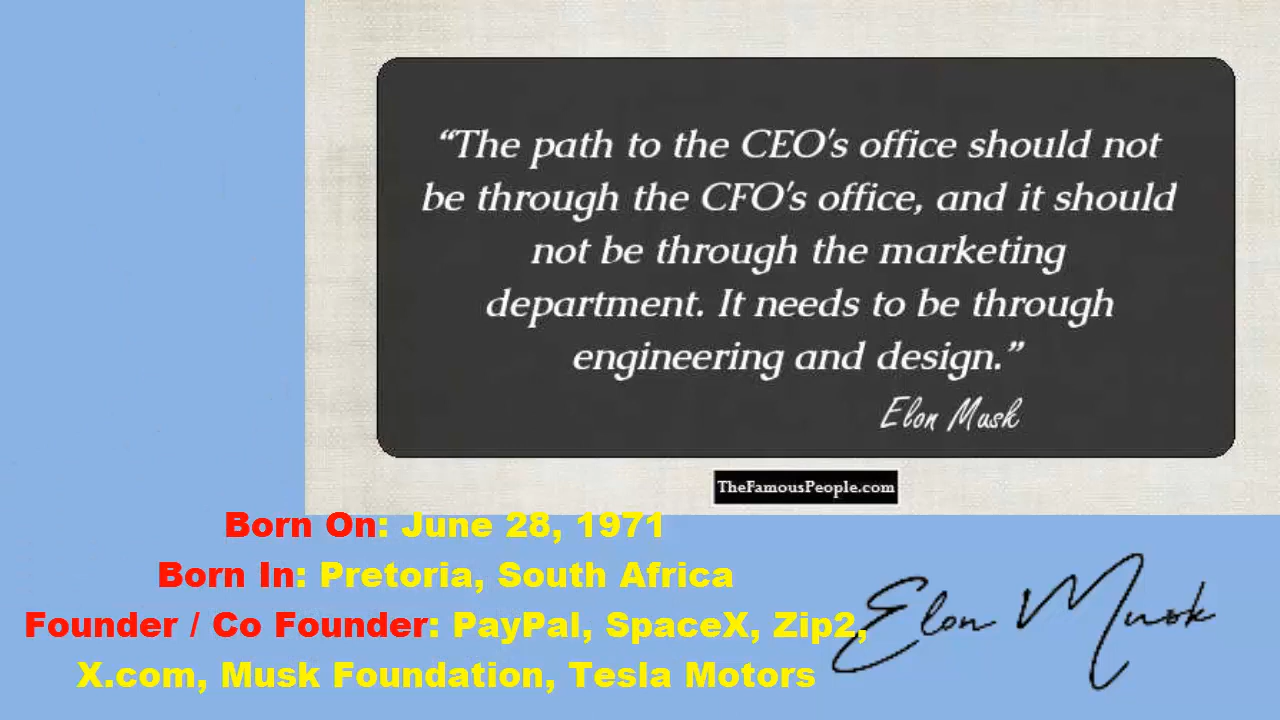 “The path to the CEO's office should not
be through the CFO's office, and it should
not be through the marketing
department. It needs to be through
engineering and design.”
Elon Musk
TheFamousPeople.com
Born On: June 28, 1971
Born In: Pretoria, South Africa
Founder / Co Founder: PayPal, SpaceX, Zip2,
X.com, Musk Foundation, Tesla Motors
Elon Musk